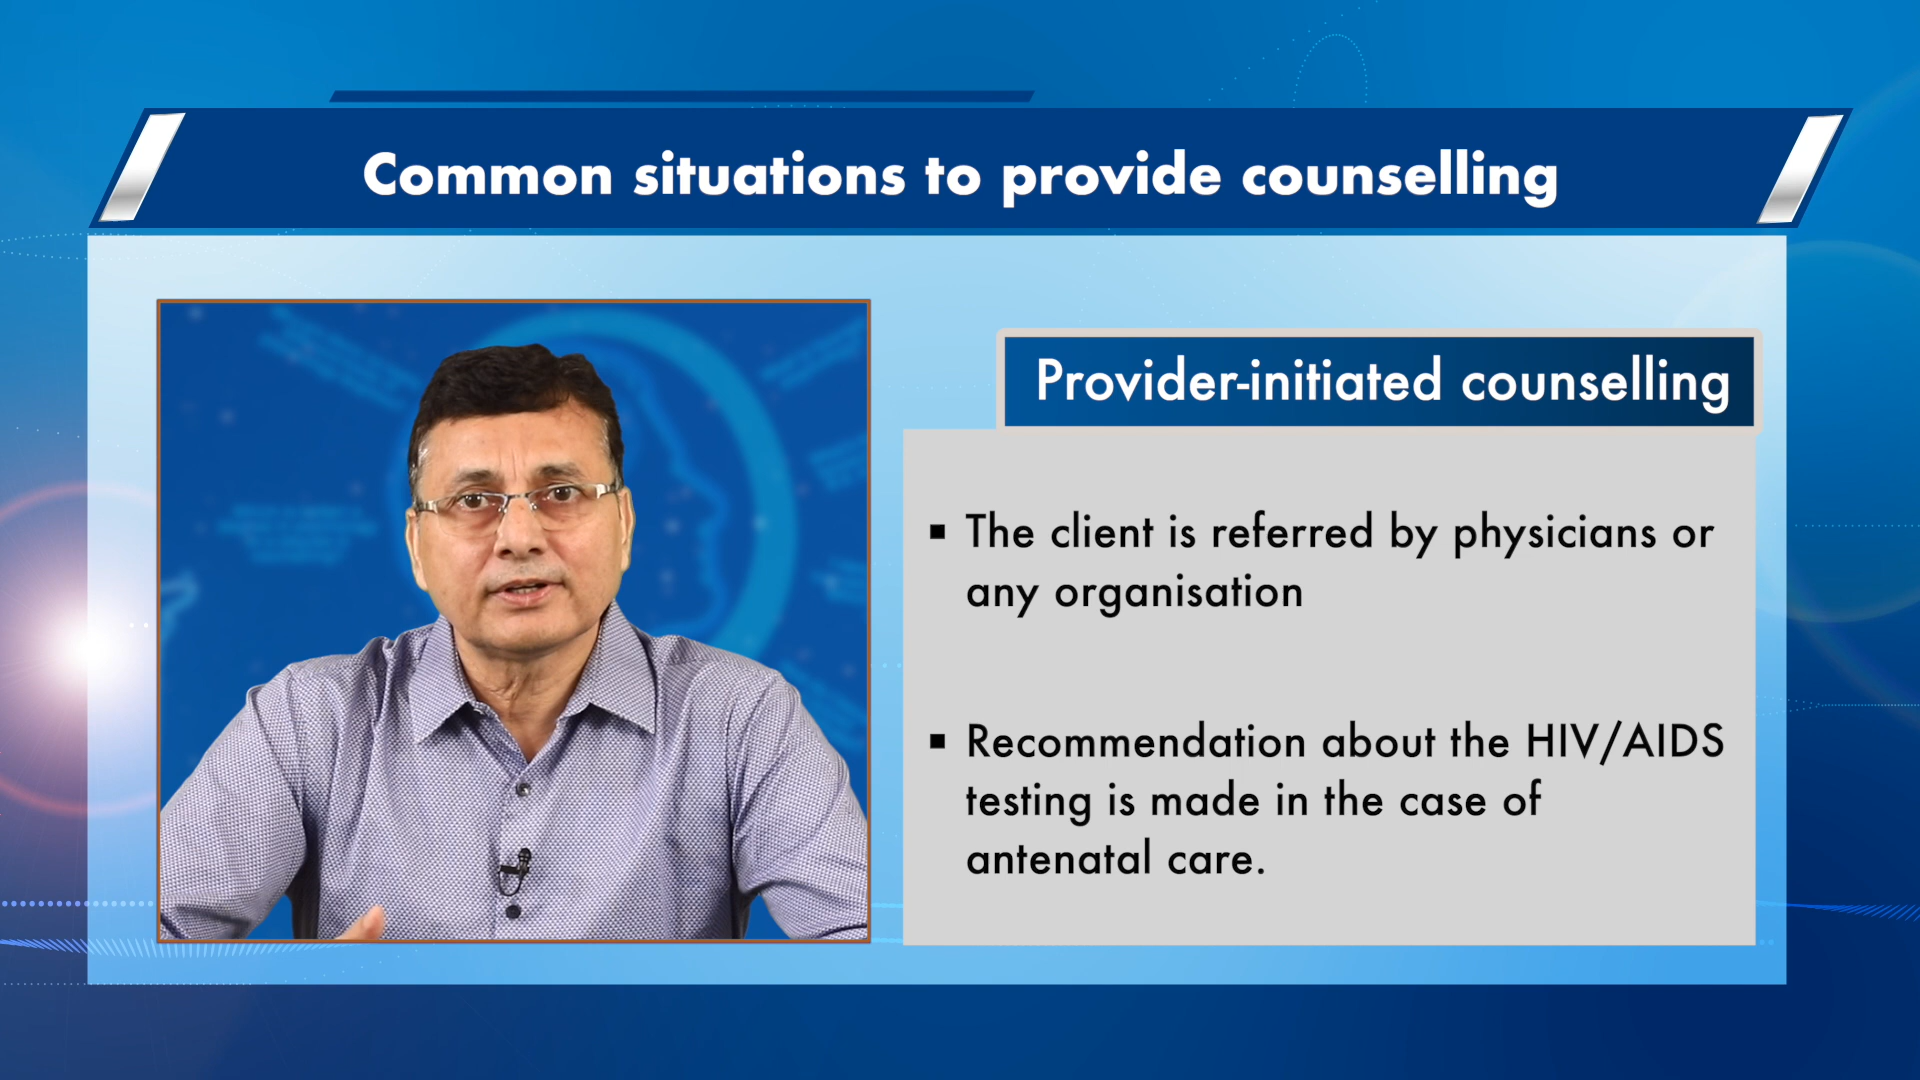 Common situations to provide counselling
Provider-initiated counselling
▪ The client is referred by physicians or
any organisation
▪ Recommendation about the HIV/AIDS
testing is made in the case of
antenatal care.